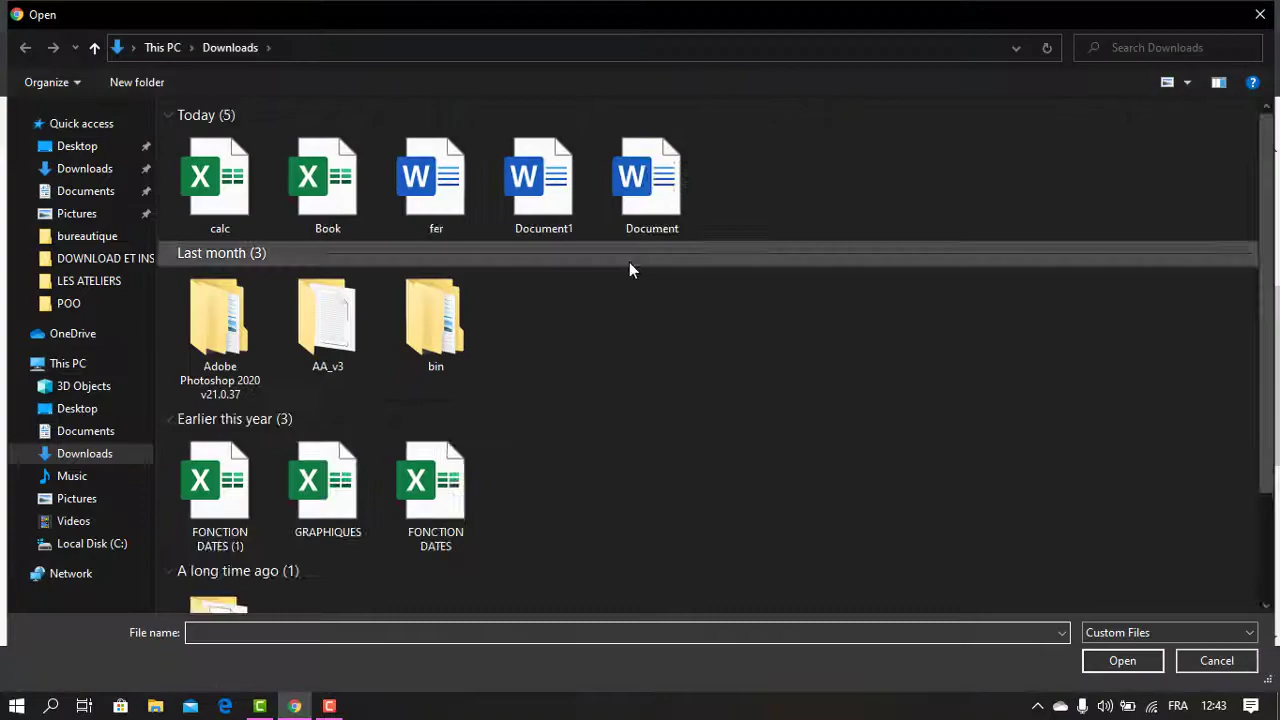 Open
This PC
Downloads
Search Downloads
Organize
New folder
Quick access
Desktop
Downloads
Documents
Pictures
bureautique
DOWNLOAD ET INS
LES ATELIERS
POO
OneDrive
This PC
3D Objects
Desktop
Documents
Downloads
Music
Pictures
Videos
Local Disk (C:)
Network
Today (5)
calc
Book
fer
Document1
Document
Last month (3)
Adobe
Photoshop 2020
v21.0.37
AA_v3
bin
Earlier this year (3)
FONCTION
DATES (1)
GRAPHIQUES
FONCTION
DATES
A long time ago (1)
File name:
Custom Files
Open
Cancel
FRA
12:43